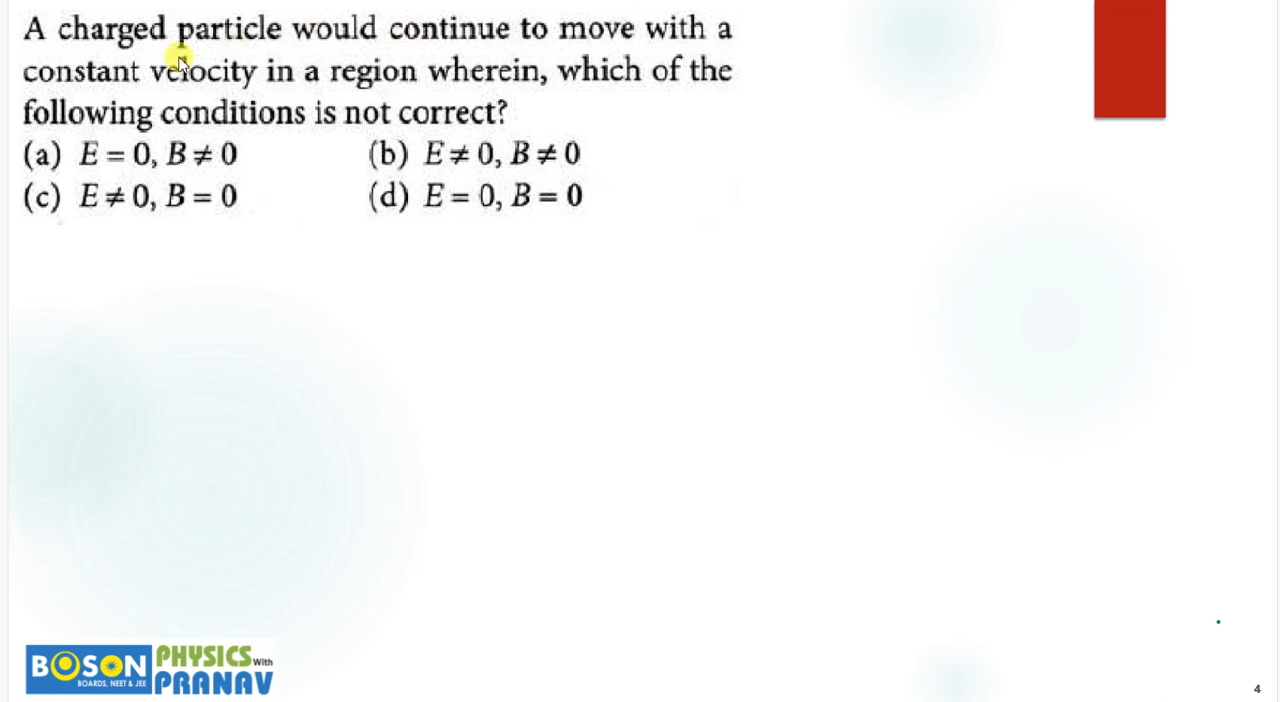 A charged particle would continue to move with a
constant velocity in a region wherein, which of the
following conditions is not correct?
(a) E = 0, B ≠ 0 (b) E ≠ 0, B ≠ 0
(c) E ≠ 0, B = 0 (d) E = 0, B = 0
BOSON PHYSICS With
BOARDS, NEET & JEE PRANAV
4